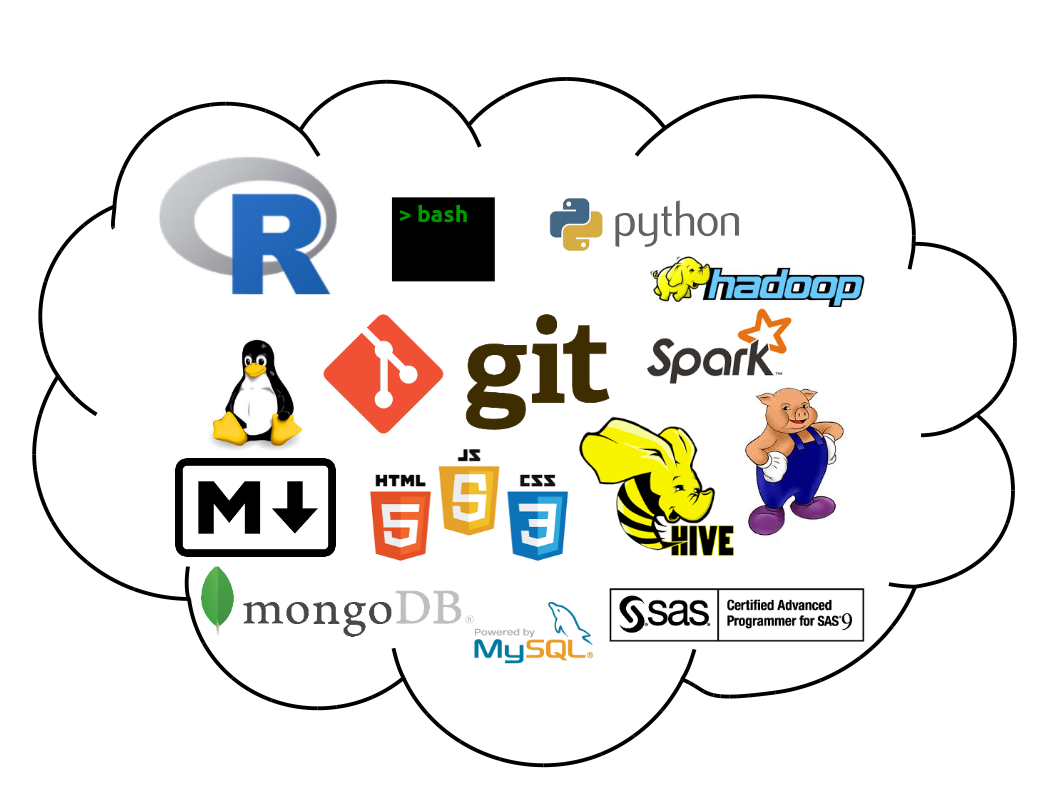 R
> bash
python
hadoop
git
Spark™
JS
HTML
5
CSS
5
3
M
HIVE
mongoDB®
Powered by
MySQL®
sas.
Certified Advanced
Programmer for SAS®9